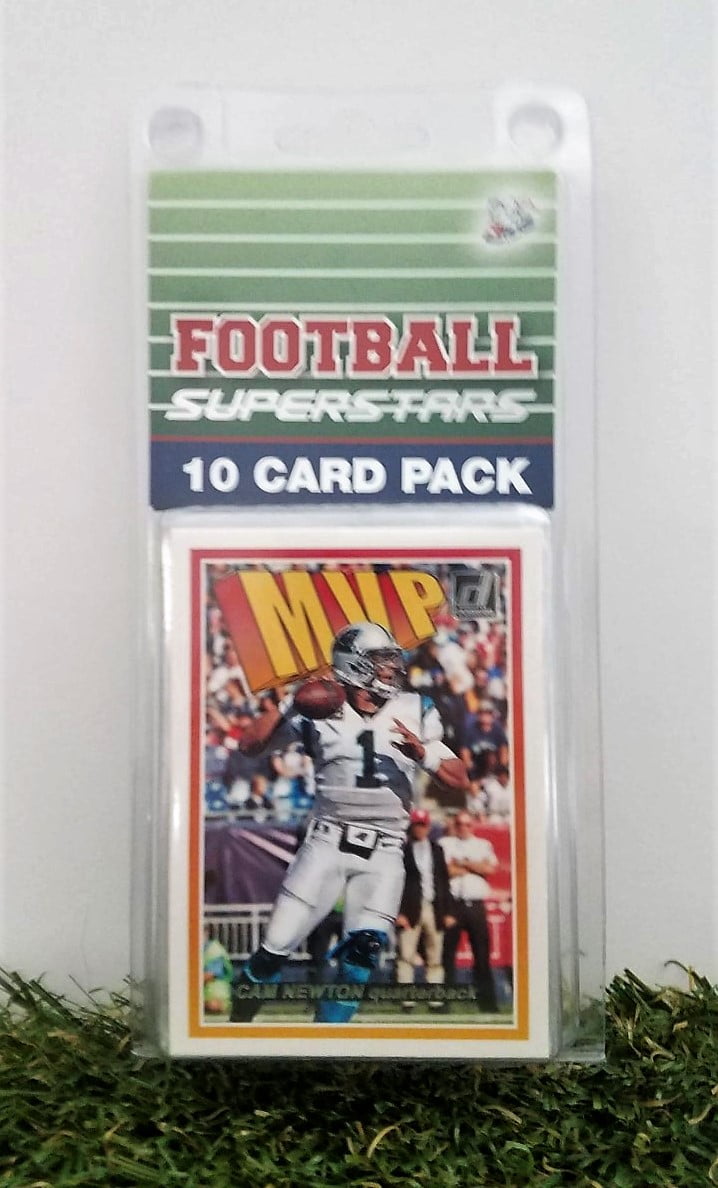 FOOTBALL
SUPERSTARS
10 CARD PACK
MVP
d
1
CAM NEWTON quarterback